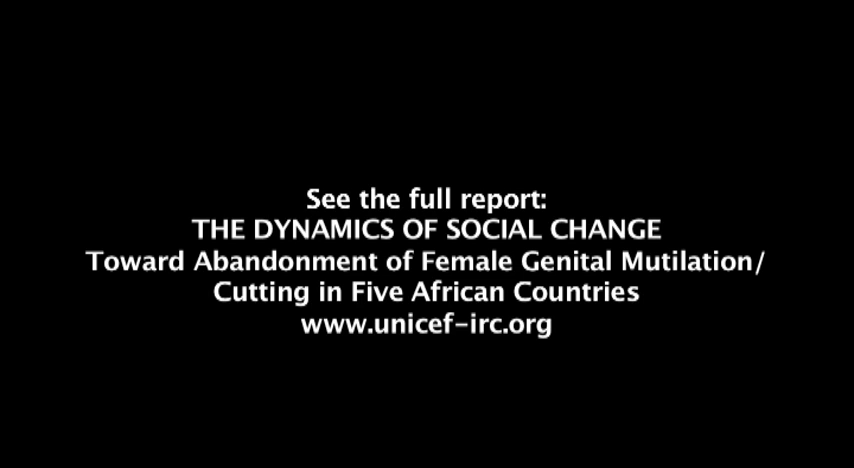 See the full report:
THE DYNAMICS OF SOCIAL CHANGE
Toward Abandonment of Female Genital Mutilation/
Cutting in Five African Countries
www.unicef-irc.org